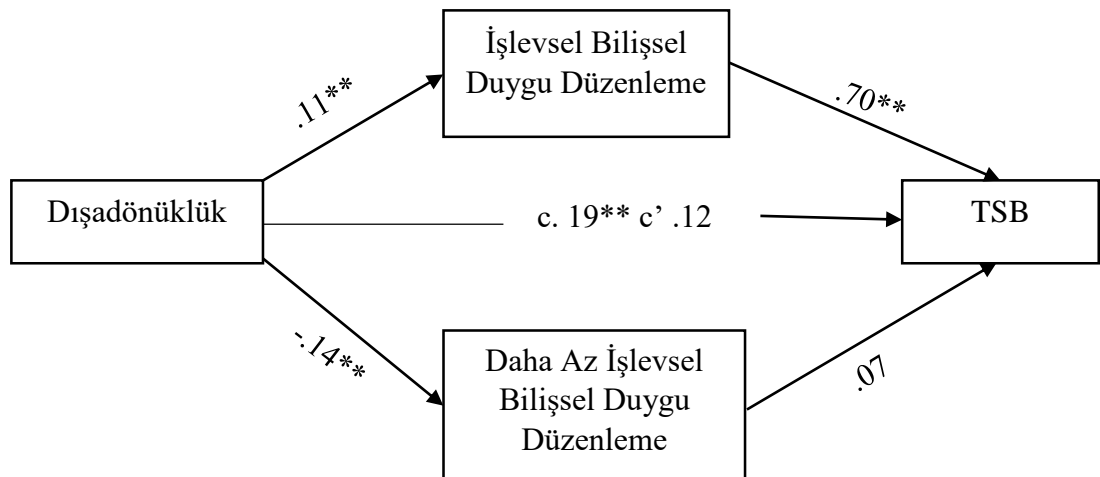 İşlevsel Bilişsel
Duygu Düzenleme
.11**
.70**
Dışadönüklük
c. 19** c’ .12
TSB
-.14**
Daha Az İşlevsel
Bilişsel Duygu
Düzenleme
.07